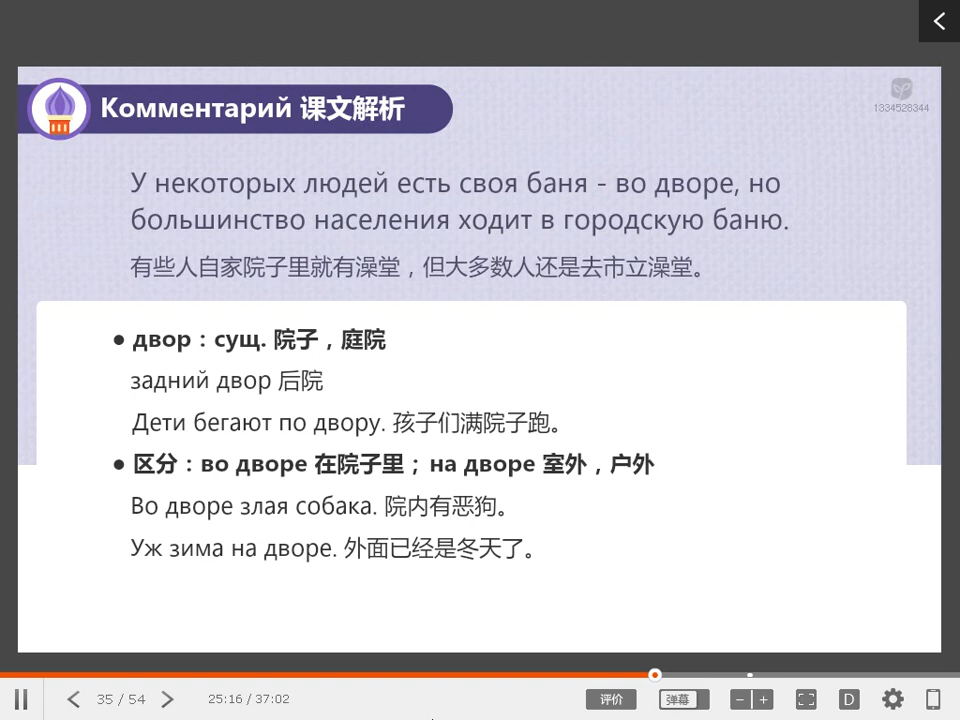 Комментарий 课文解析
1334528344
У некоторых людей есть своя баня - во дворе, но
большинство населения ходит в городскую баню.
有些人自家院子里就有澡堂，但大多数人还是去市立澡堂。
● двор：сущ. 院子，庭院
задний двор 后院
Дети бегают по двору. 孩子们满院子跑。
● 区分：во дворе 在院子里；на дворе 室外，户外
Во дворе злая собака. 院内有恶狗。
Уж зима на дворе. 外面已经是冬天了。
35 / 54 25:16 / 37:02 评价 弹幕 − + D